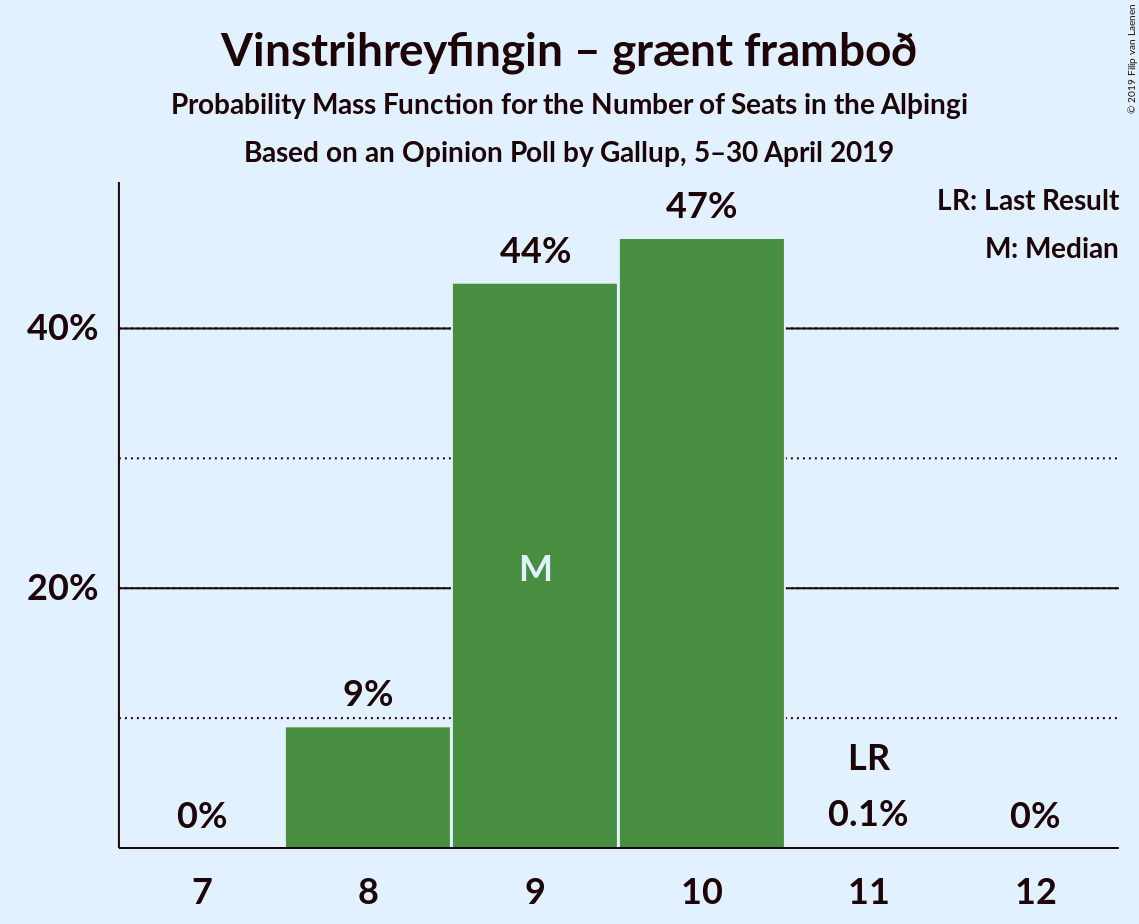 Vinstrihreyfingin – grænt framboð
Probability Mass Function for the Number of Seats in the Alþingi
Based on an Opinion Poll by Gallup, 5–30 April 2019
© 2019 Filip van Laenen
LR: Last Result
M: Median
47%
44%
40%
M
20%
9%
LR
0%
0.1%
0%
7
8
9
10
11
12